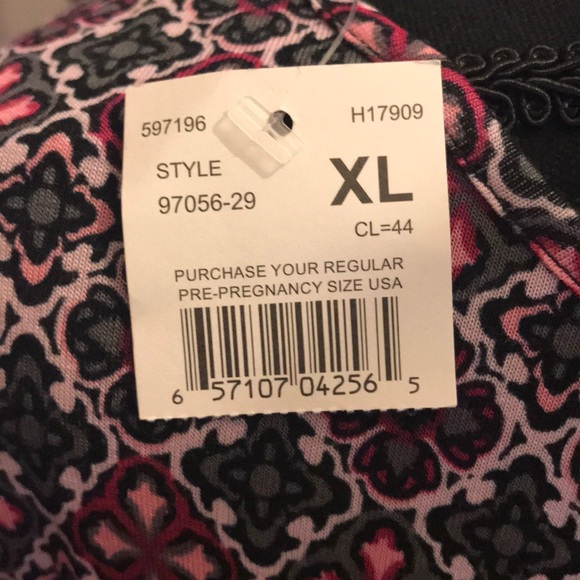 597196 H17909
STYLE
97056-29 XL
CL=44
PURCHASE YOUR REGULAR
PRE-PREGNANCY SIZE USA
6 57107 04256 5